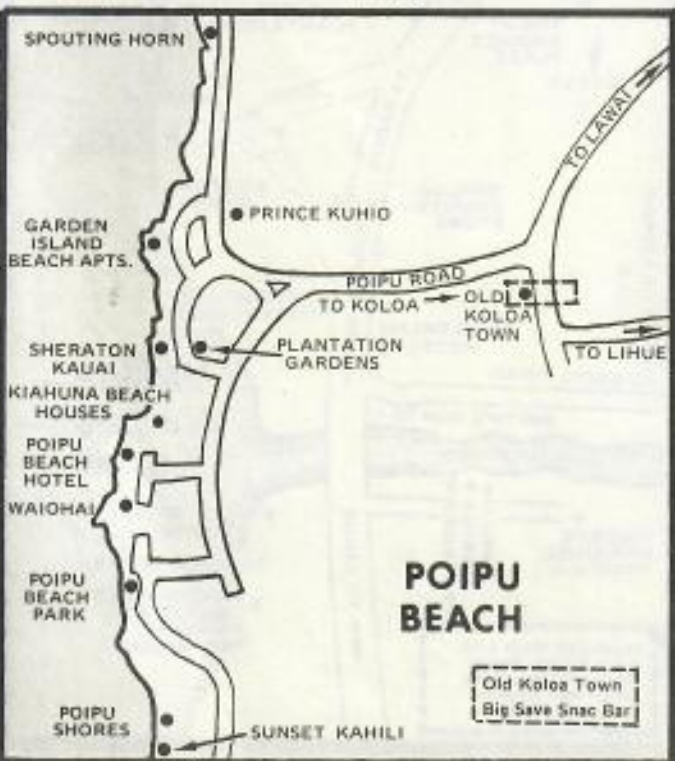 SPOUTING HORN
TO LAWAI
PRINCE KUHIO
GARDEN
ISLAND
BEACH APTS.
POIPU ROAD
TO KOLOA
OLD
KOLOA
TOWN
TO LIHUE
SHERATON
KAUAI
PLANTATION
GARDENS
KIAHUNA BEACH
HOUSES
POIPU
BEACH
HOTEL
WAIOHAI
POIPU
BEACH
PARK
POIPU
BEACH
Old Koloa Town
Big Save Snac Bar
POIPU
SHORES
SUNSET KAHILI